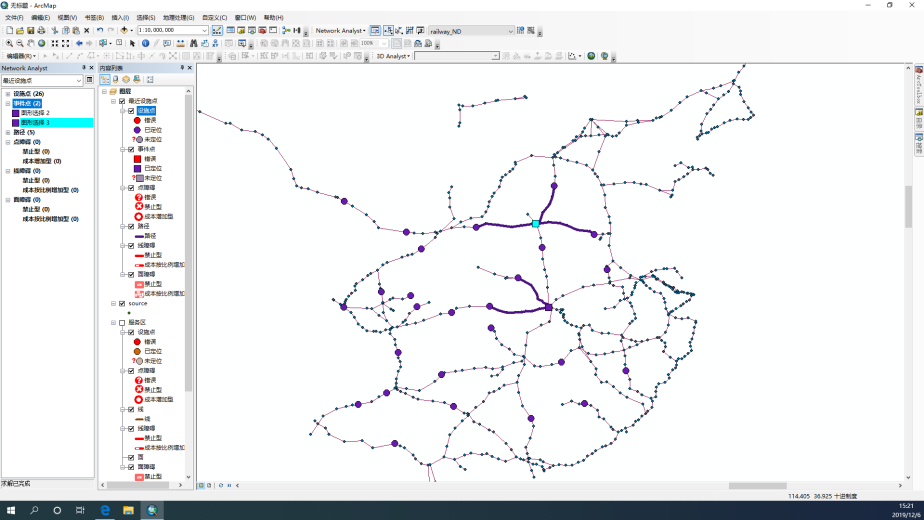 无标题 - ArcMap
文件(F) 编辑(E) 视图(V) 书签(B) 插入(I) 选择(S) 地理处理(G) 自定义(C) 窗口(W) 帮助(H)
1:10,000,000
Network Analyst
railway_ND
100%
编辑器(R)
3D Analyst
Network Analyst
最近设施点
设施点 (26)
事件点 (2)
图形选择 2
图形选择 3
路径 (5)
点障碍 (0)
禁止型 (0)
成本增加型 (0)
线障碍 (0)
禁止型 (0)
成本按比例增加型 (0)
面障碍 (0)
禁止型 (0)
成本按比例增加型 (0)
求解已完成
内容列表
图层
最近设施点
设施点
错误
已定位
未定位
事件点
错误
已定位
未定位
点障碍
错误
禁止型
成本增加型
路径
路径
线障碍
禁止型
成本按比例增加
面障碍
禁止型
成本按比例增加
source
服务区
设施点
错误
已定位
未定位
点障碍
错误
禁止型
成本增加型
线
线
线障碍
禁止型
成本按比例增加
面
面障碍
禁止型
ArcToolbox
114.405 36.925 十进制度
15:21
2019/12/6